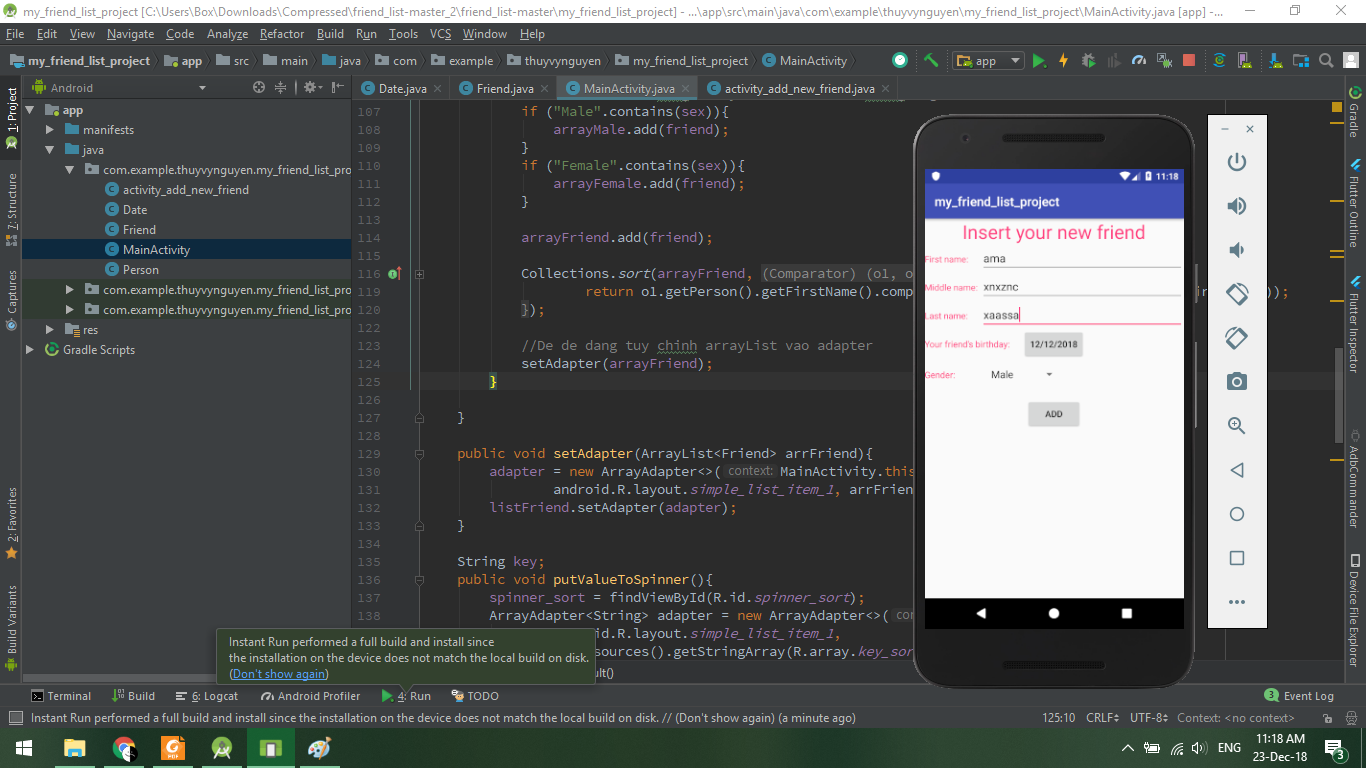 my_friend_list_project [C:\Users\Box\Downloads\Compressed\friend_list-master_2\friend_list-master\my_friend_list_project] - ...\app\src\main\java\com\example\thuyvynguyen\my_friend_list_project\MainActivity.java [app] -...
File Edit View Navigate Code Analyze Refactor Build Run Tools VCS Window Help
my_friend_list_project app src main java com example thuyvynguyen my_friend_list_project MainActivity app
Android
Date.java Friend.java MainActivity.java activity_add_new_friend.java
1: Project
7: Structure
Captures
2: Favorites
Build Variants
app
manifests
java
com.example.thuyvynguyen.my_friend_list_pro
activity_add_new_friend
Date
Friend
MainActivity
Person
com.example.thuyvynguyen.my_friend_list_pro
com.example.thuyvynguyen.my_friend_list_pro
res
Gradle Scripts
107 if ("Male".contains(sex)){
108 arrayMale.add(friend);
109 }
110 if ("Female".contains(sex)){
111 arrayFemale.add(friend);
112 }
113
114 arrayFriend.add(friend);
115
116 Collections.sort(arrayFriend, (Comparator) (ol, o
119 return ol.getPerson().getFirstName().comp ));
120 });
122
123 //De de dang tuy chinh arrayList vao adapter
124 setAdapter(arrayFriend);
125 }
126
127 }
128
129 public void setAdapter(ArrayList<Friend> arrFriend){
130 adapter = new ArrayAdapter<>( context: MainActivity.this
131 android.R.layout.simple_list_item_1, arrFrien
132 listFriend.setAdapter(adapter);
133 }
134
135 String key;
136 public void putValueToSpinner(){
137 spinner_sort = findViewById(R.id.spinner_sort);
138 ArrayAdapter<String> adapter = new ArrayAdapter<>( co
id.R.layout.simple_list_item_1,
sources().getStringArray(R.array.key_sor
ult()
11:18
my_friend_list_project
Insert your new friend
First name: ama
Middle name: xnxznc
Last name: xaassa
Your friend's birthday: 12/12/2018
Gender: Male
ADD
Gradle
Flutter Outline
Flutter Inspector
AdbCommander
Device File Explorer
Instant Run performed a full build and install since
the installation on the device does not match the local build on disk.
(Don't show again)
Terminal Build 6: Logcat Android Profiler 4: Run TODO 3 Event Log
Instant Run performed a full build and install since the installation on the device does not match the local build on disk. // (Don't show again) (a minute ago) 125:10 CRLF UTF-8 Context: <no context>
PDF
ENG
11:18 AM
23-Dec-18
3